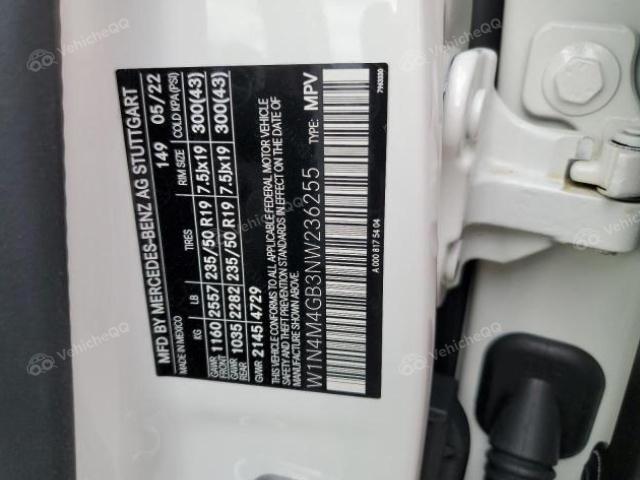 MFD BY MERCEDES-BENZ AG STUTTGART
MADE IN MEXICO 149 05/22
KG LB TIRES RIM SIZE COLD KPA(PSI)
GAWR FRONT 1160 2557 235/50 R19 7.5Jx19 300(43)
GAWR REAR 1035 2282 235/50 R19 7.5Jx19 300(43)
GVWR 2145 4729
THIS VEHICLE CONFORMS TO ALL APPLICABLE FEDERAL MOTOR VEHICLE
SAFETY AND THEFT PREVENTION STANDARDS IN EFFECT ON THE DATE OF
MANUFACTURE SHOWN ABOVE.
W1N4M4GB3NW236255 TYPE: MPV
A 000 817 54 04
VehicleQQ